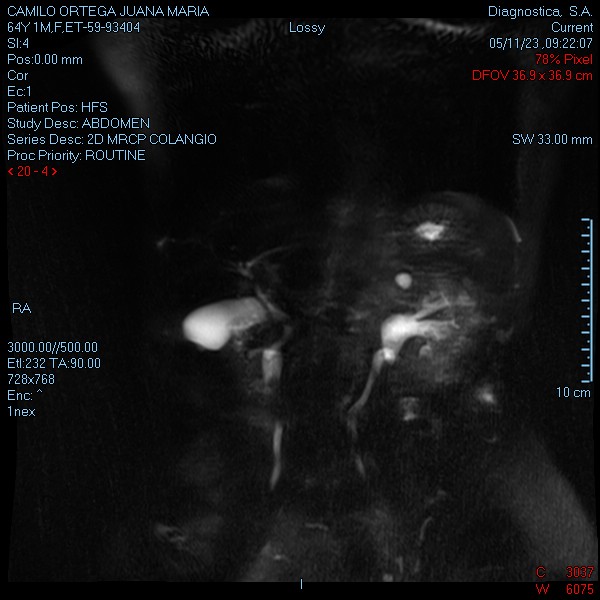 CAMILO ORTEGA JUANA MARIA
64Y 1M,F,ET-59-93404
Sl:4
Pos:0.00 mm
Cor
Ec:1
Patient Pos: HFS
Study Desc: ABDOMEN
Series Desc: 2D MRCP COLANGIO
Proc Priority: ROUTINE
< 20 - 4 >
Lossy
Diagnostica, S.A.
Current
05/11/23 ,09:22:07
78% Pixel
DFOV 36.9 x 36.9 cm
SW 33.00 mm
RA
3000.00//500.00
Etl:232 TA:90.00
728x768
Enc: ^
1nex
10 cm
C 3037
W 6075